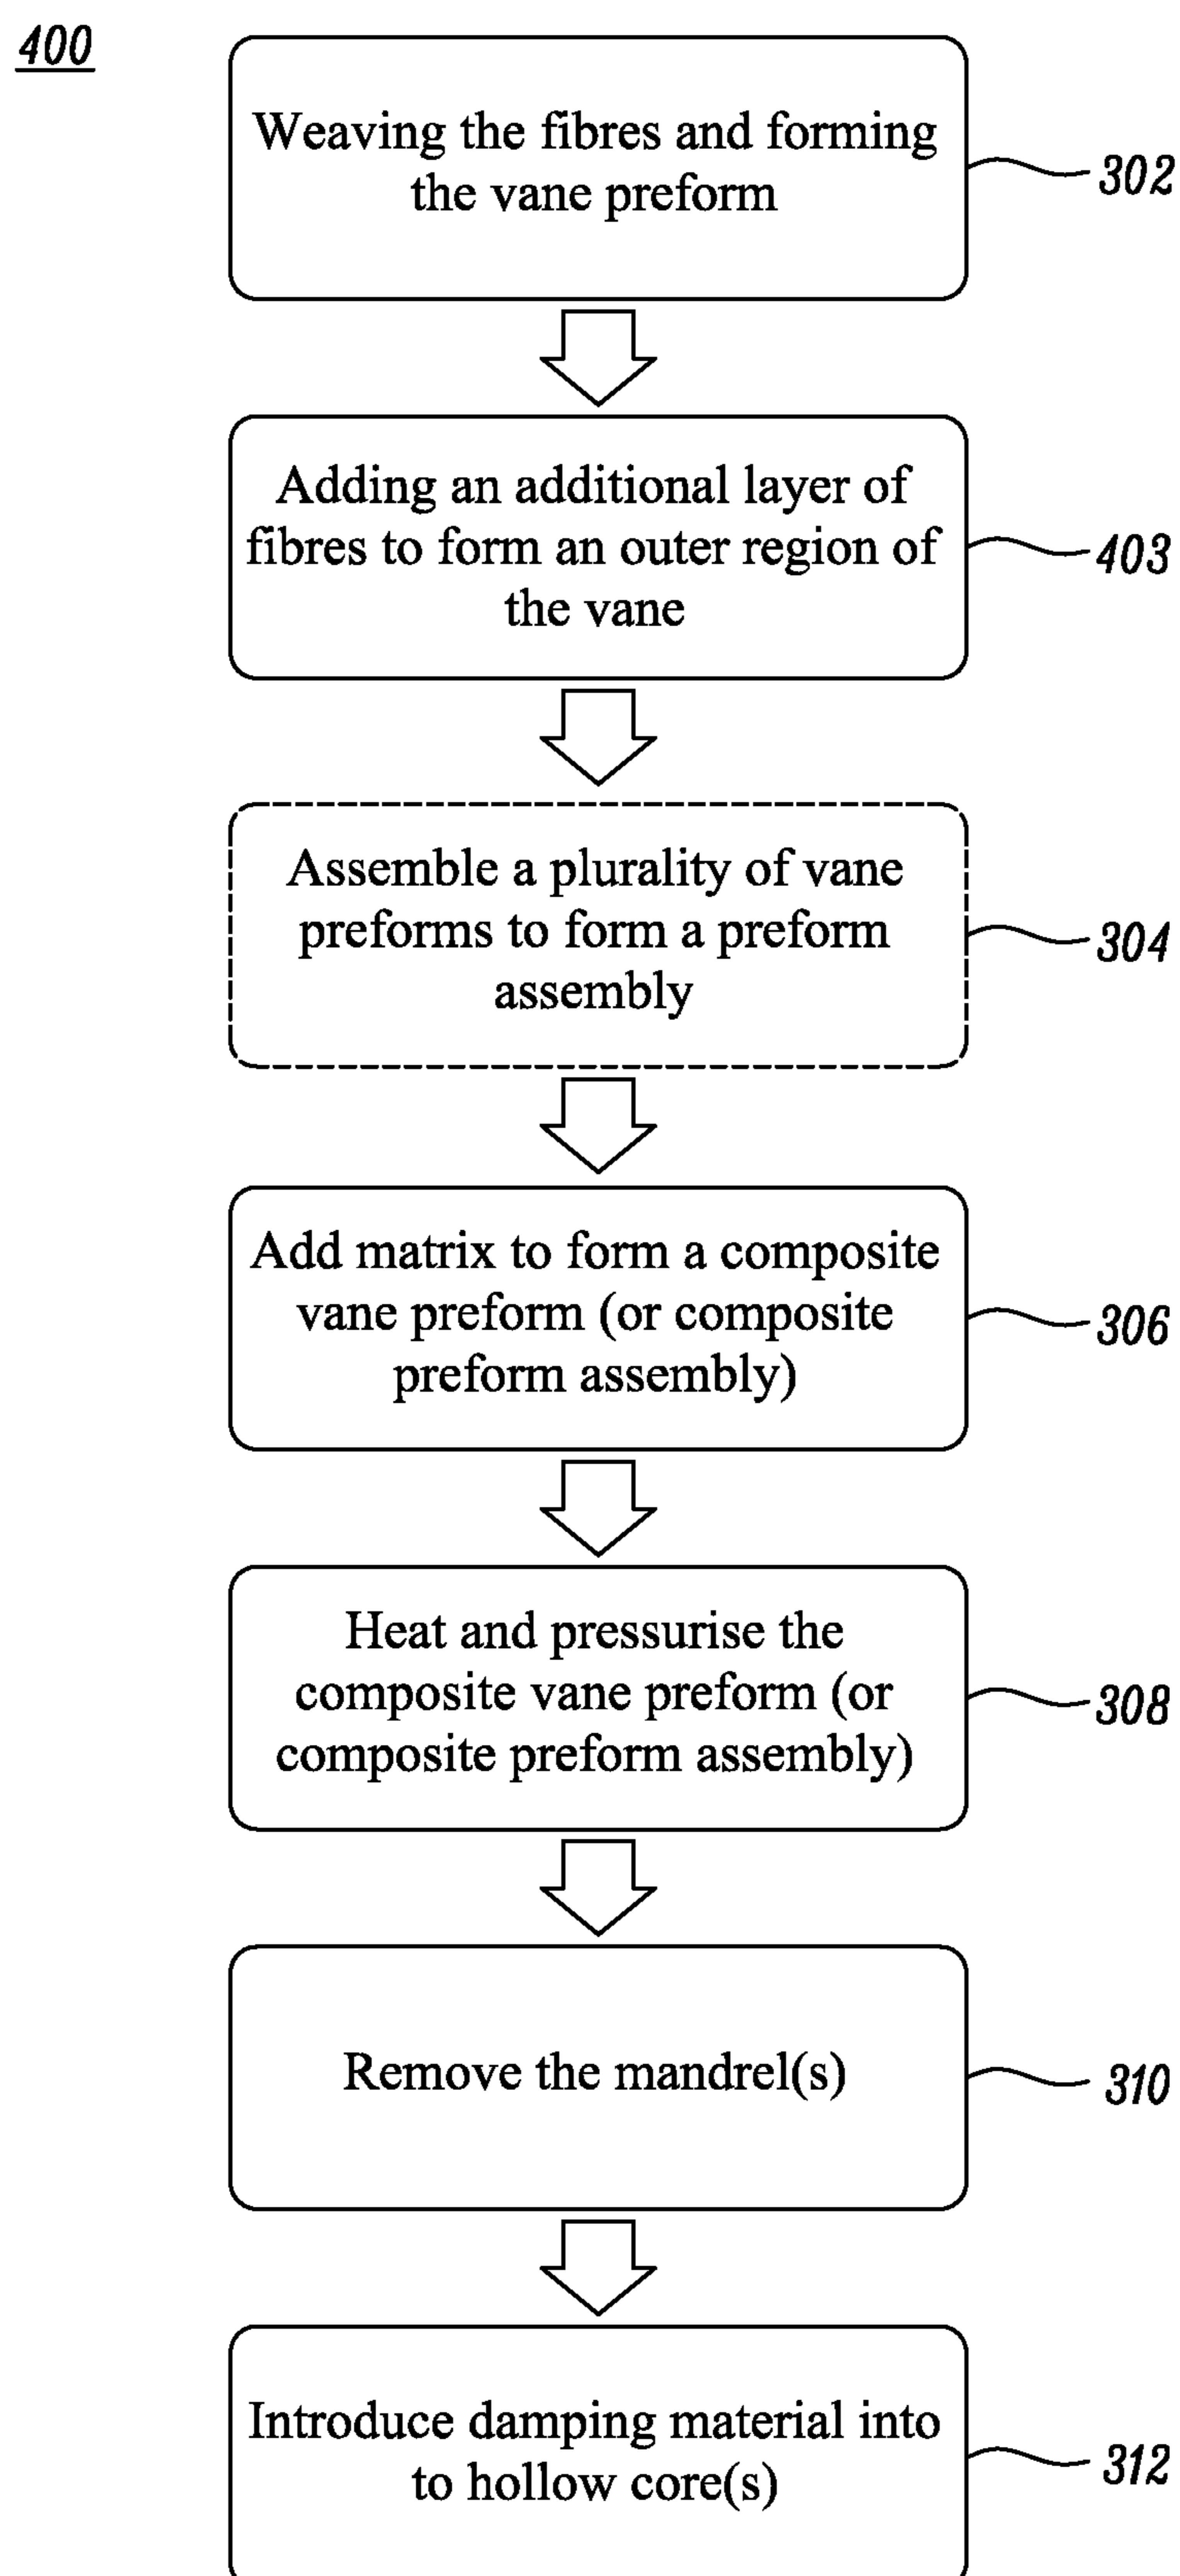 400
Weaving the fibres and forming
the vane preform
302
Adding an additional layer of
fibres to form an outer region of
the vane
403
Assemble a plurality of vane
preforms to form a preform
assembly
304
Add matrix to form a composite
vane preform (or composite
preform assembly)
306
Heat and pressurise the
composite vane preform (or
composite preform assembly)
308
Remove the mandrel(s)
310
Introduce damping material into
to hollow core(s)
312